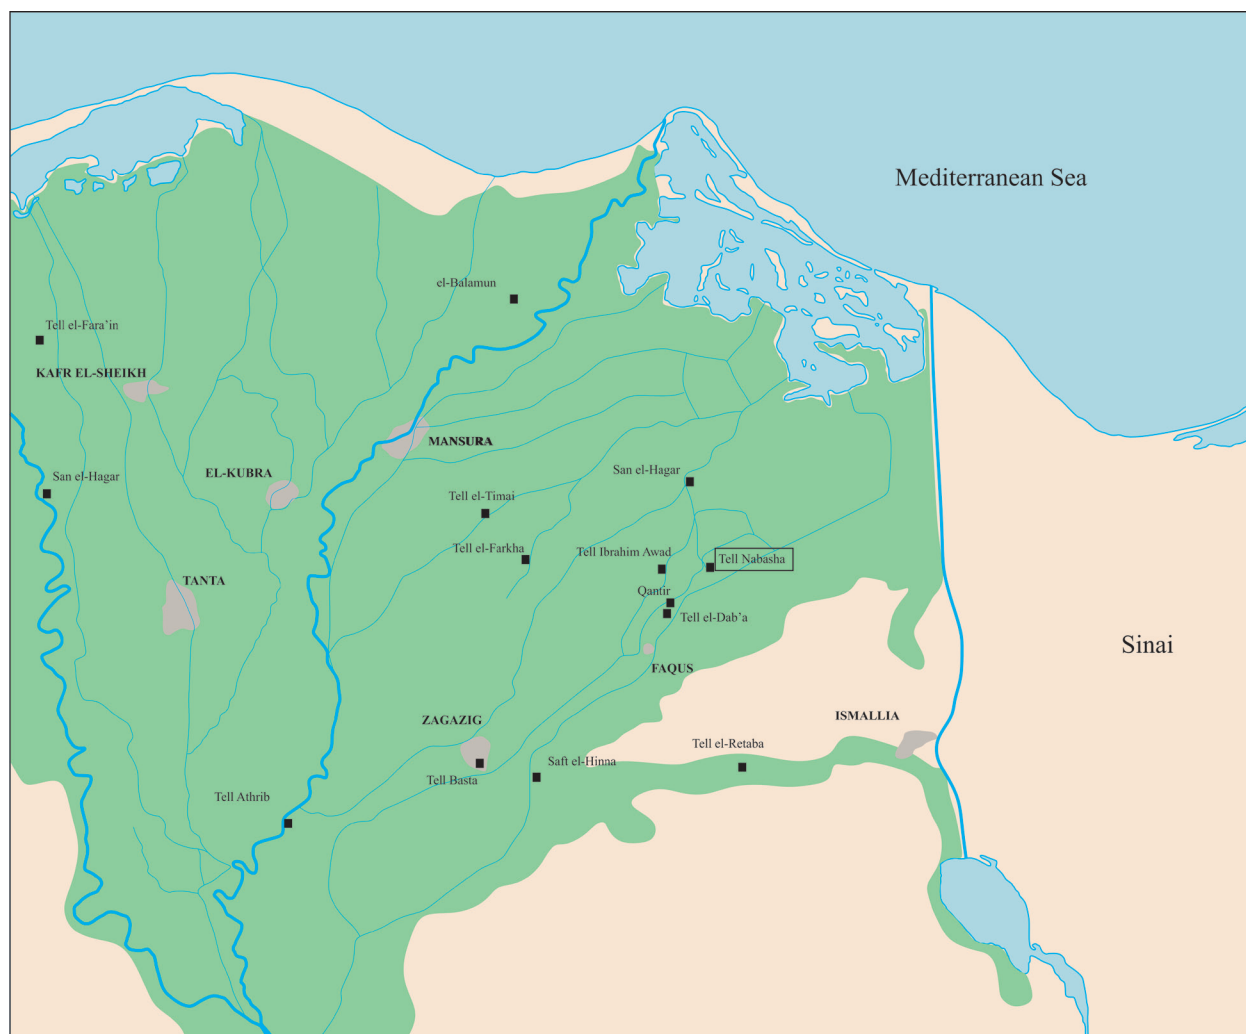 Mediterranean Sea
el-Balamun
Tell el-Fara'in
KAFR EL-SHEIKH
MANSURA
EL-KUBRA
San el-Hagar
San el-Hagar
Tell el-Timai
Tell el-Farkha
Tell Ibrahim Awad
Tell Nabasha
TANTA
Qantir
Tell el-Dab'a
Sinai
FAQUS
ZAGAZIG
ISMALLIA
Tell el-Retaba
Saft el-Hinna
Tell Basta
Tell Athrib